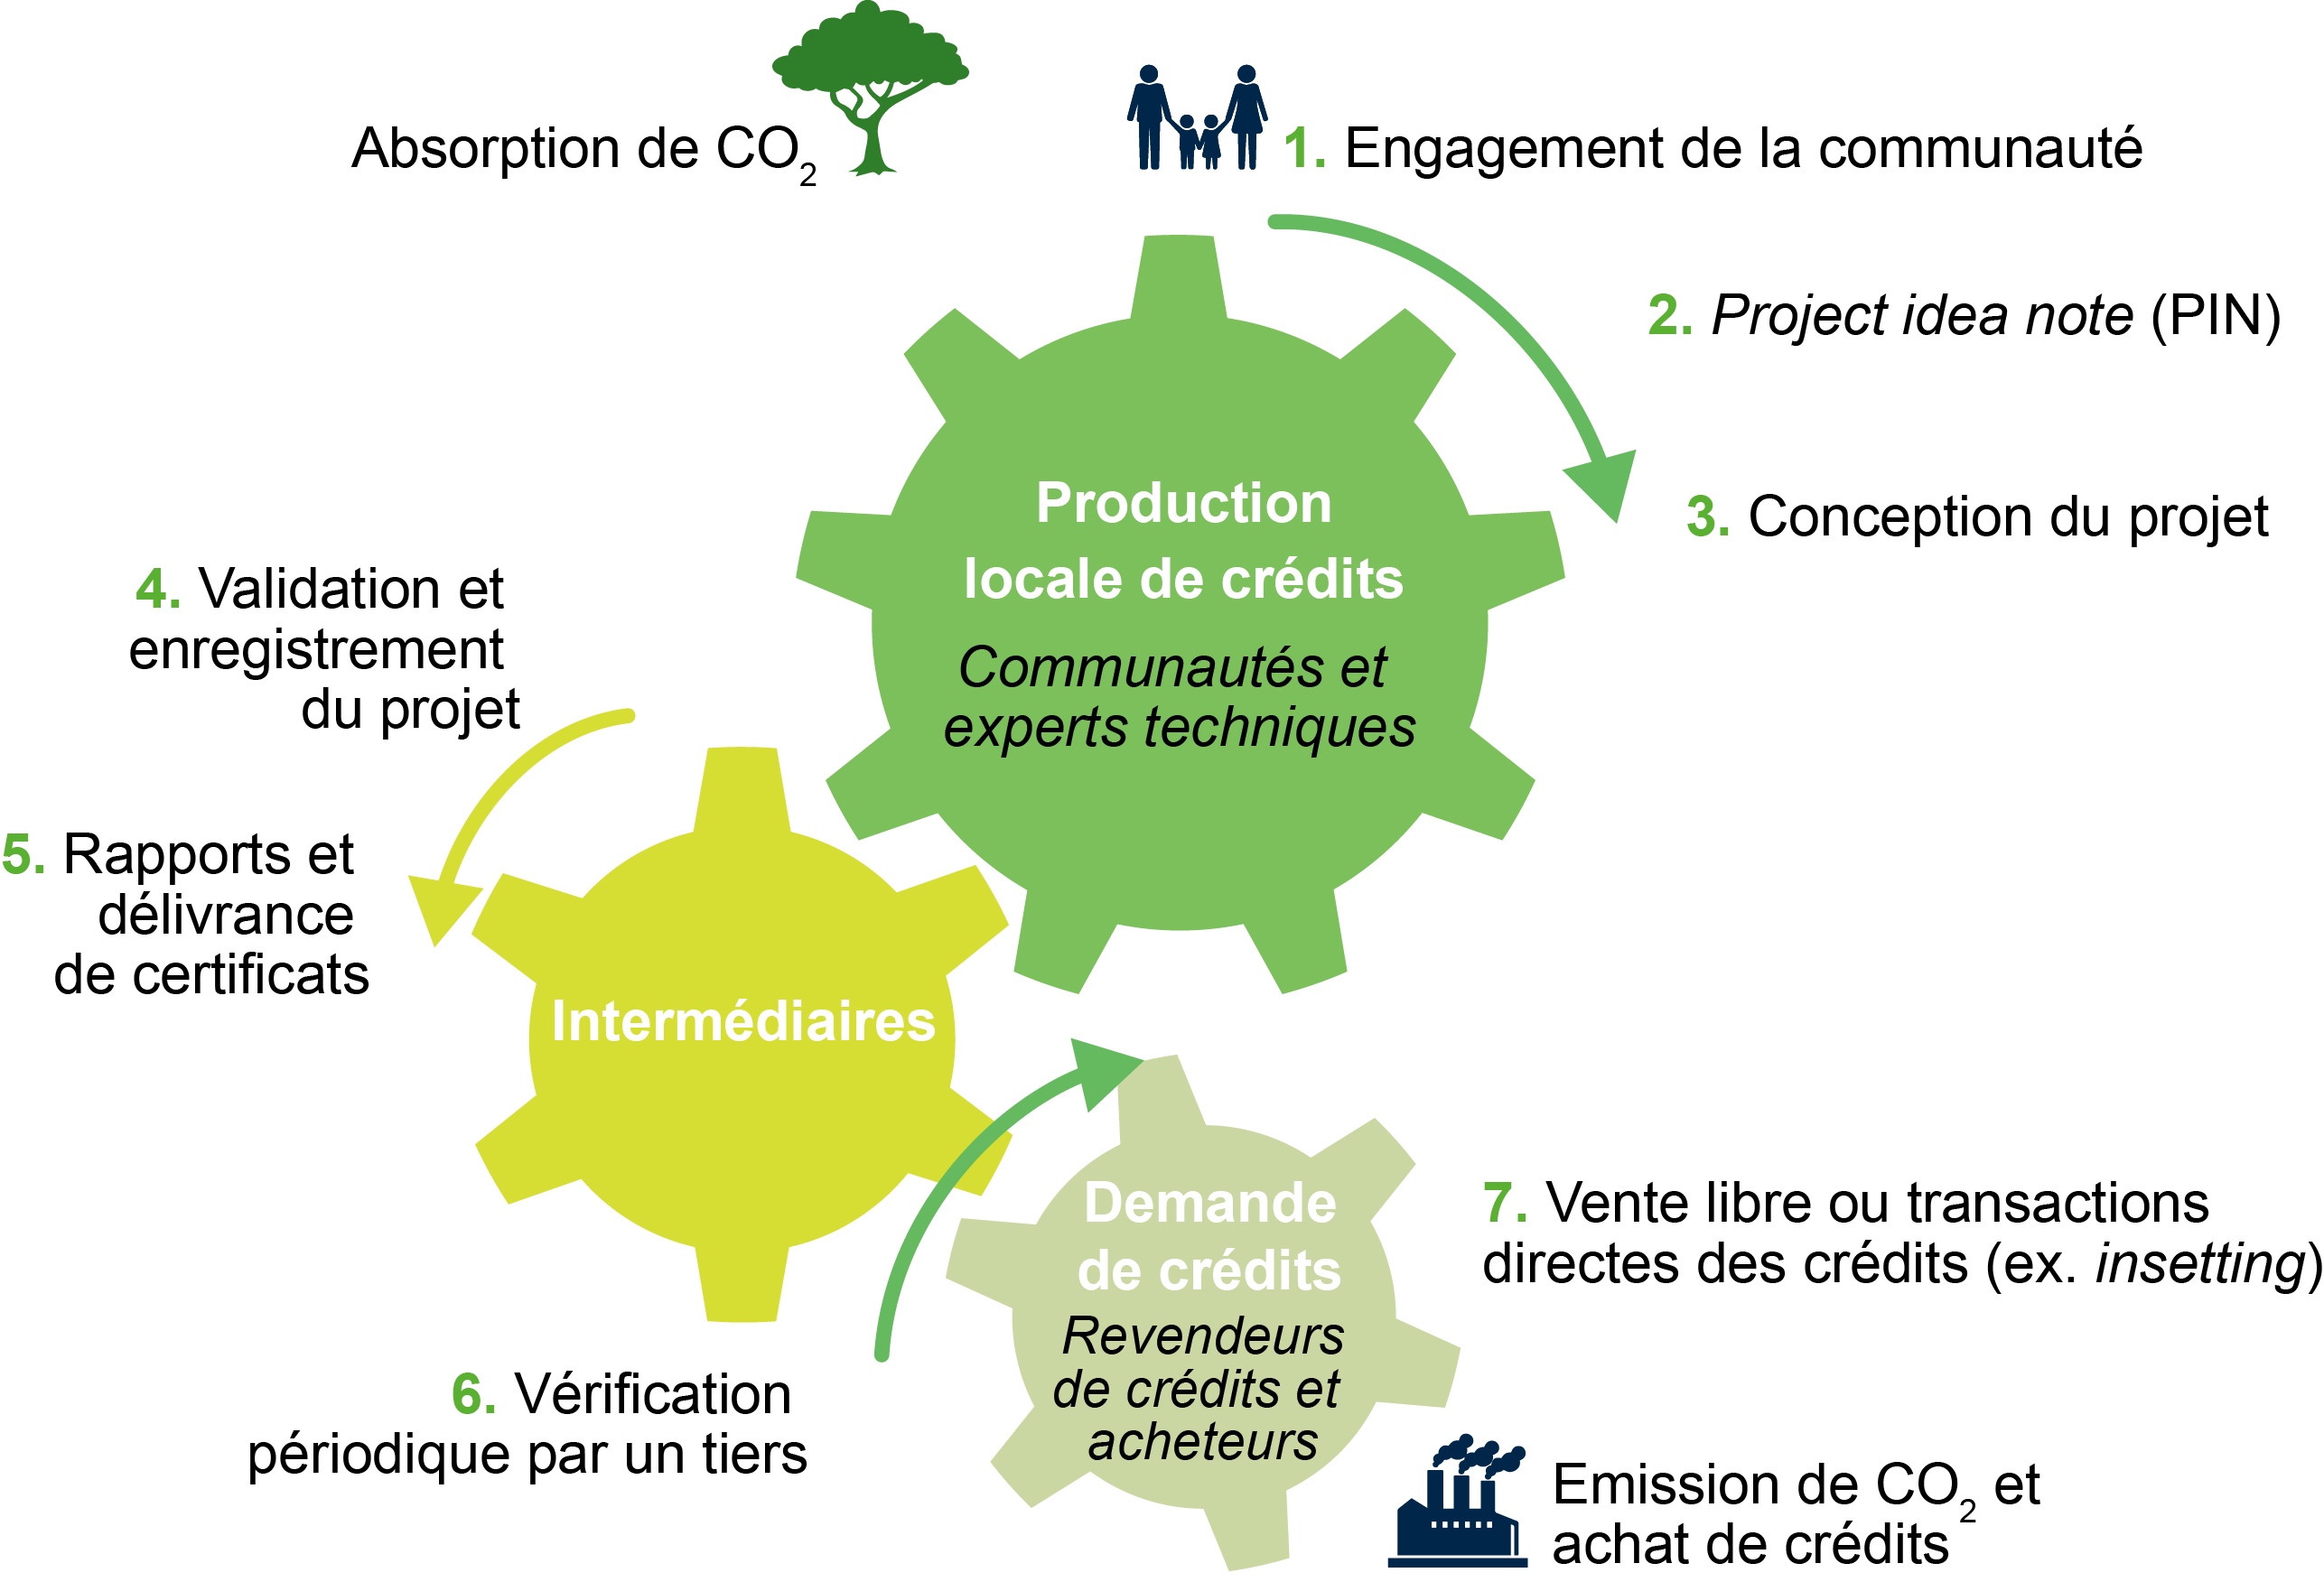 Absorption de CO₂
1. Engagement de la communauté
2. Project idea note (PIN)
3. Conception du projet
Production
locale de crédits
Communautés et
experts techniques
4. Validation et
enregistrement
du projet
5. Rapports et
délivrance
de certificats
Intermédiaires
6. Vérification
périodique par un tiers
Demande
de crédits
Revendeurs
de crédits et
acheteurs
7. Vente libre ou transactions
directes des crédits (ex. insetting)
Emission de CO₂ et
achat de crédits